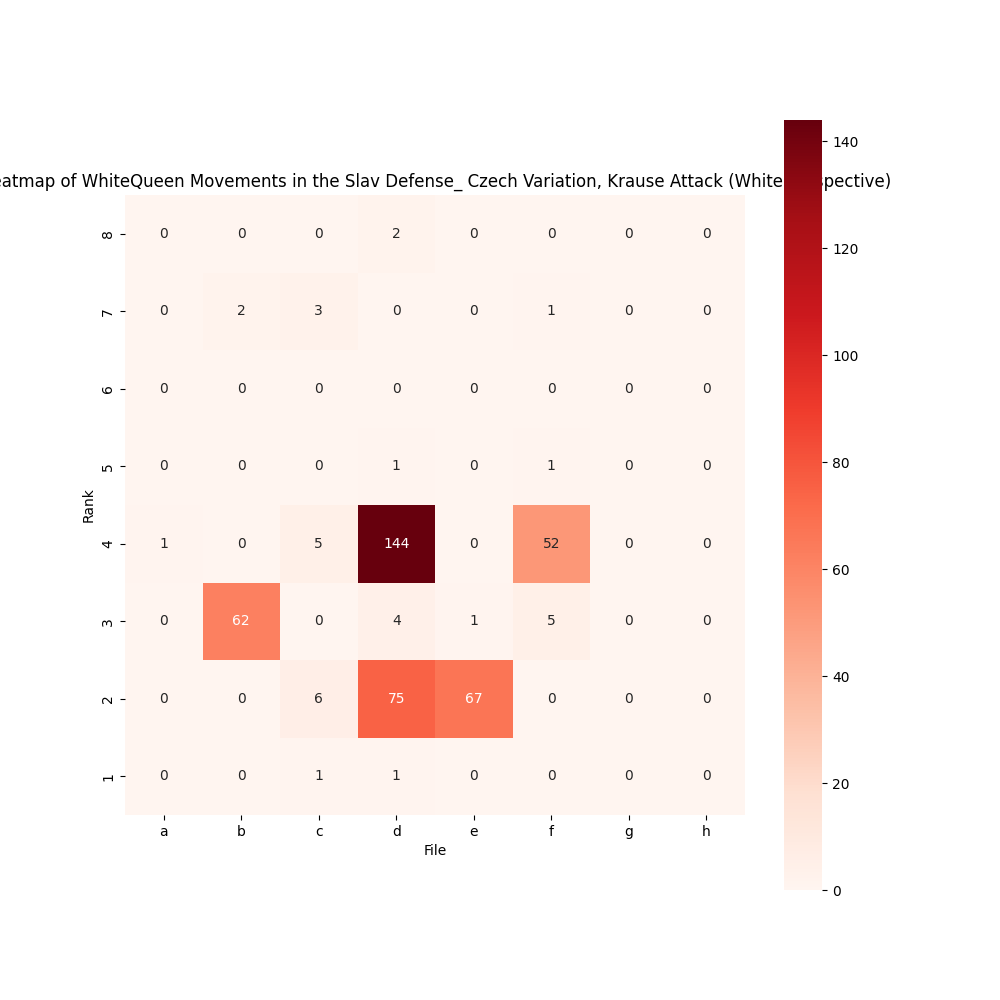 eatmap of WhiteQueen Movements in the Slav Defense_ Czech Variation, Krause Attack (White spective)
Rank
8 0 0 0 2 0 0 0 0
7 0 2 3 0 0 1 0 0
6 0 0 0 0 0 0 0 0
5 0 0 0 1 0 1 0 0
4 1 0 5 144 0 52 0 0
3 0 62 0 4 1 5 0 0
2 0 0 6 75 67 0 0 0
1 0 0 1 1 0 0 0 0
a b c d e f g h
File
140
120
100
80
60
40
20
0